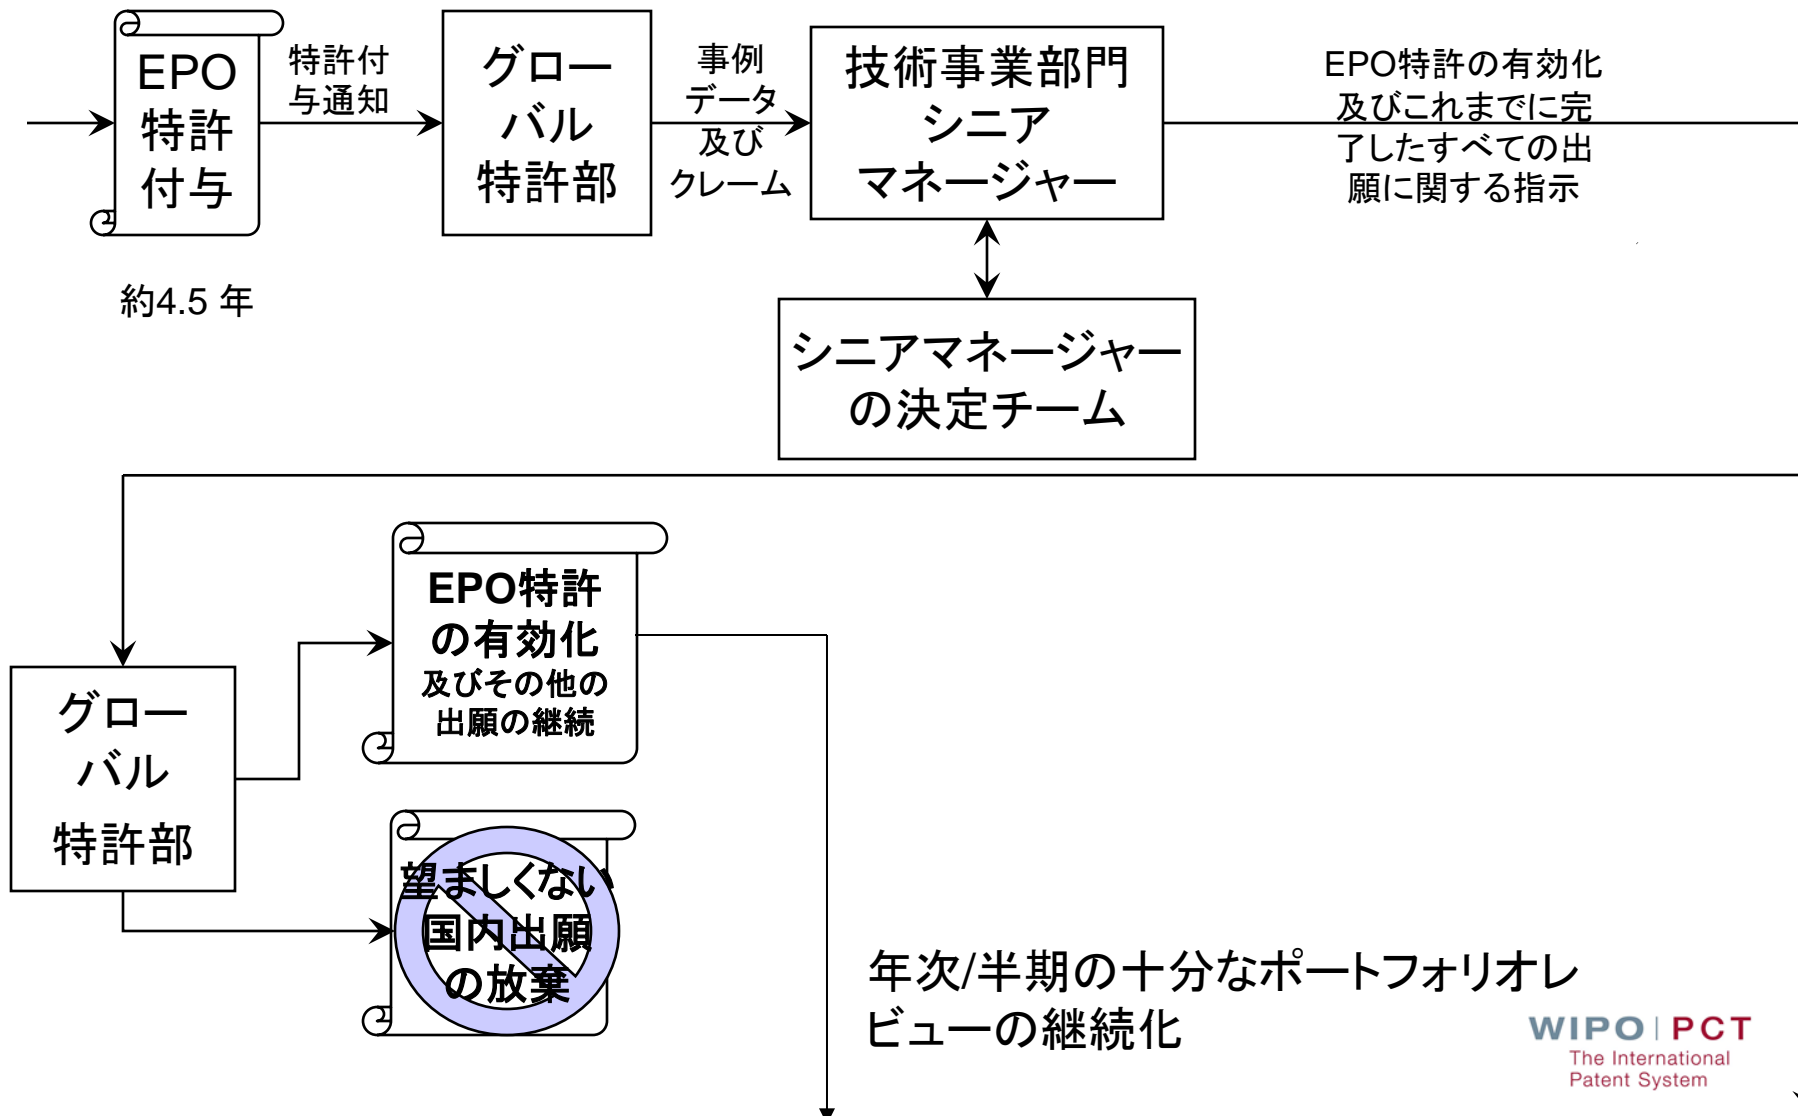 EPO
特許
付与
特許付
与通知
グロー
バル
特許部
事例
データ
及び
クレーム
技術事業部門
シニア
マネージャー
EPO特許の有効化
及びこれまでに完
了したすべての出
願に関する指示
約4.5 年
シニアマネージャー
の決定チーム
EPO特許
の有効化
及びその他の
出願の継続
グロー
バル
特許部
望ましくない
国内出願
の放棄
年次/半期の十分なポートフォリオレ
ビューの継続化
WIPO | PCT
The International
Patent System